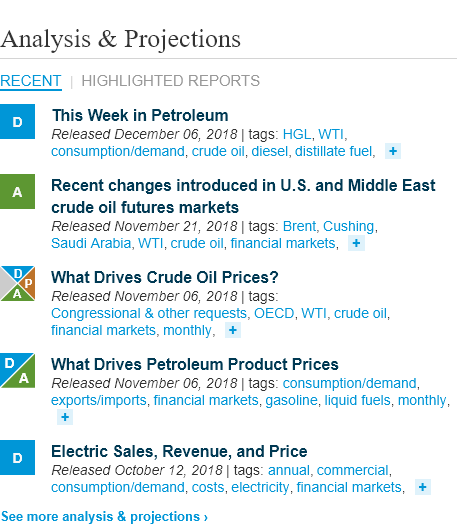 Analysis & Projections
RECENT | HIGHLIGHTED REPORTS
D
This Week in Petroleum
Released December 06, 2018 | tags: HGL, WTI,
consumption/demand, crude oil, diesel, distillate fuel, +
A
Recent changes introduced in U.S. and Middle East
crude oil futures markets
Released November 21, 2018 | tags: Brent, Cushing,
Saudi Arabia, WTI, crude oil, financial markets, +
D
P
A
What Drives Crude Oil Prices?
Released November 06, 2018 | tags:
Congressional & other requests, OECD, WTI, crude oil,
financial markets, monthly, +
D
A
What Drives Petroleum Product Prices
Released November 06, 2018 | tags: consumption/demand,
exports/imports, financial markets, gasoline, liquid fuels, monthly,
+
D
Electric Sales, Revenue, and Price
Released October 12, 2018 | tags: annual, commercial,
consumption/demand, costs, electricity, financial markets, +
See more analysis & projections ›